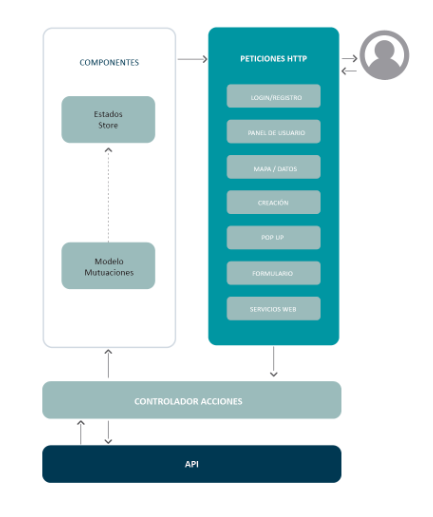 COMPONENTES
Estados
Store
Modelo
Mutuaciones
PETICIONES HTTP
LOGIN/REGISTRO
PANEL DE USUARIO
MAPA / DATOS
CREACIÓN
POP UP
FORMULARIO
SERVICIOS WEB
CONTROLADOR ACCIONES
API